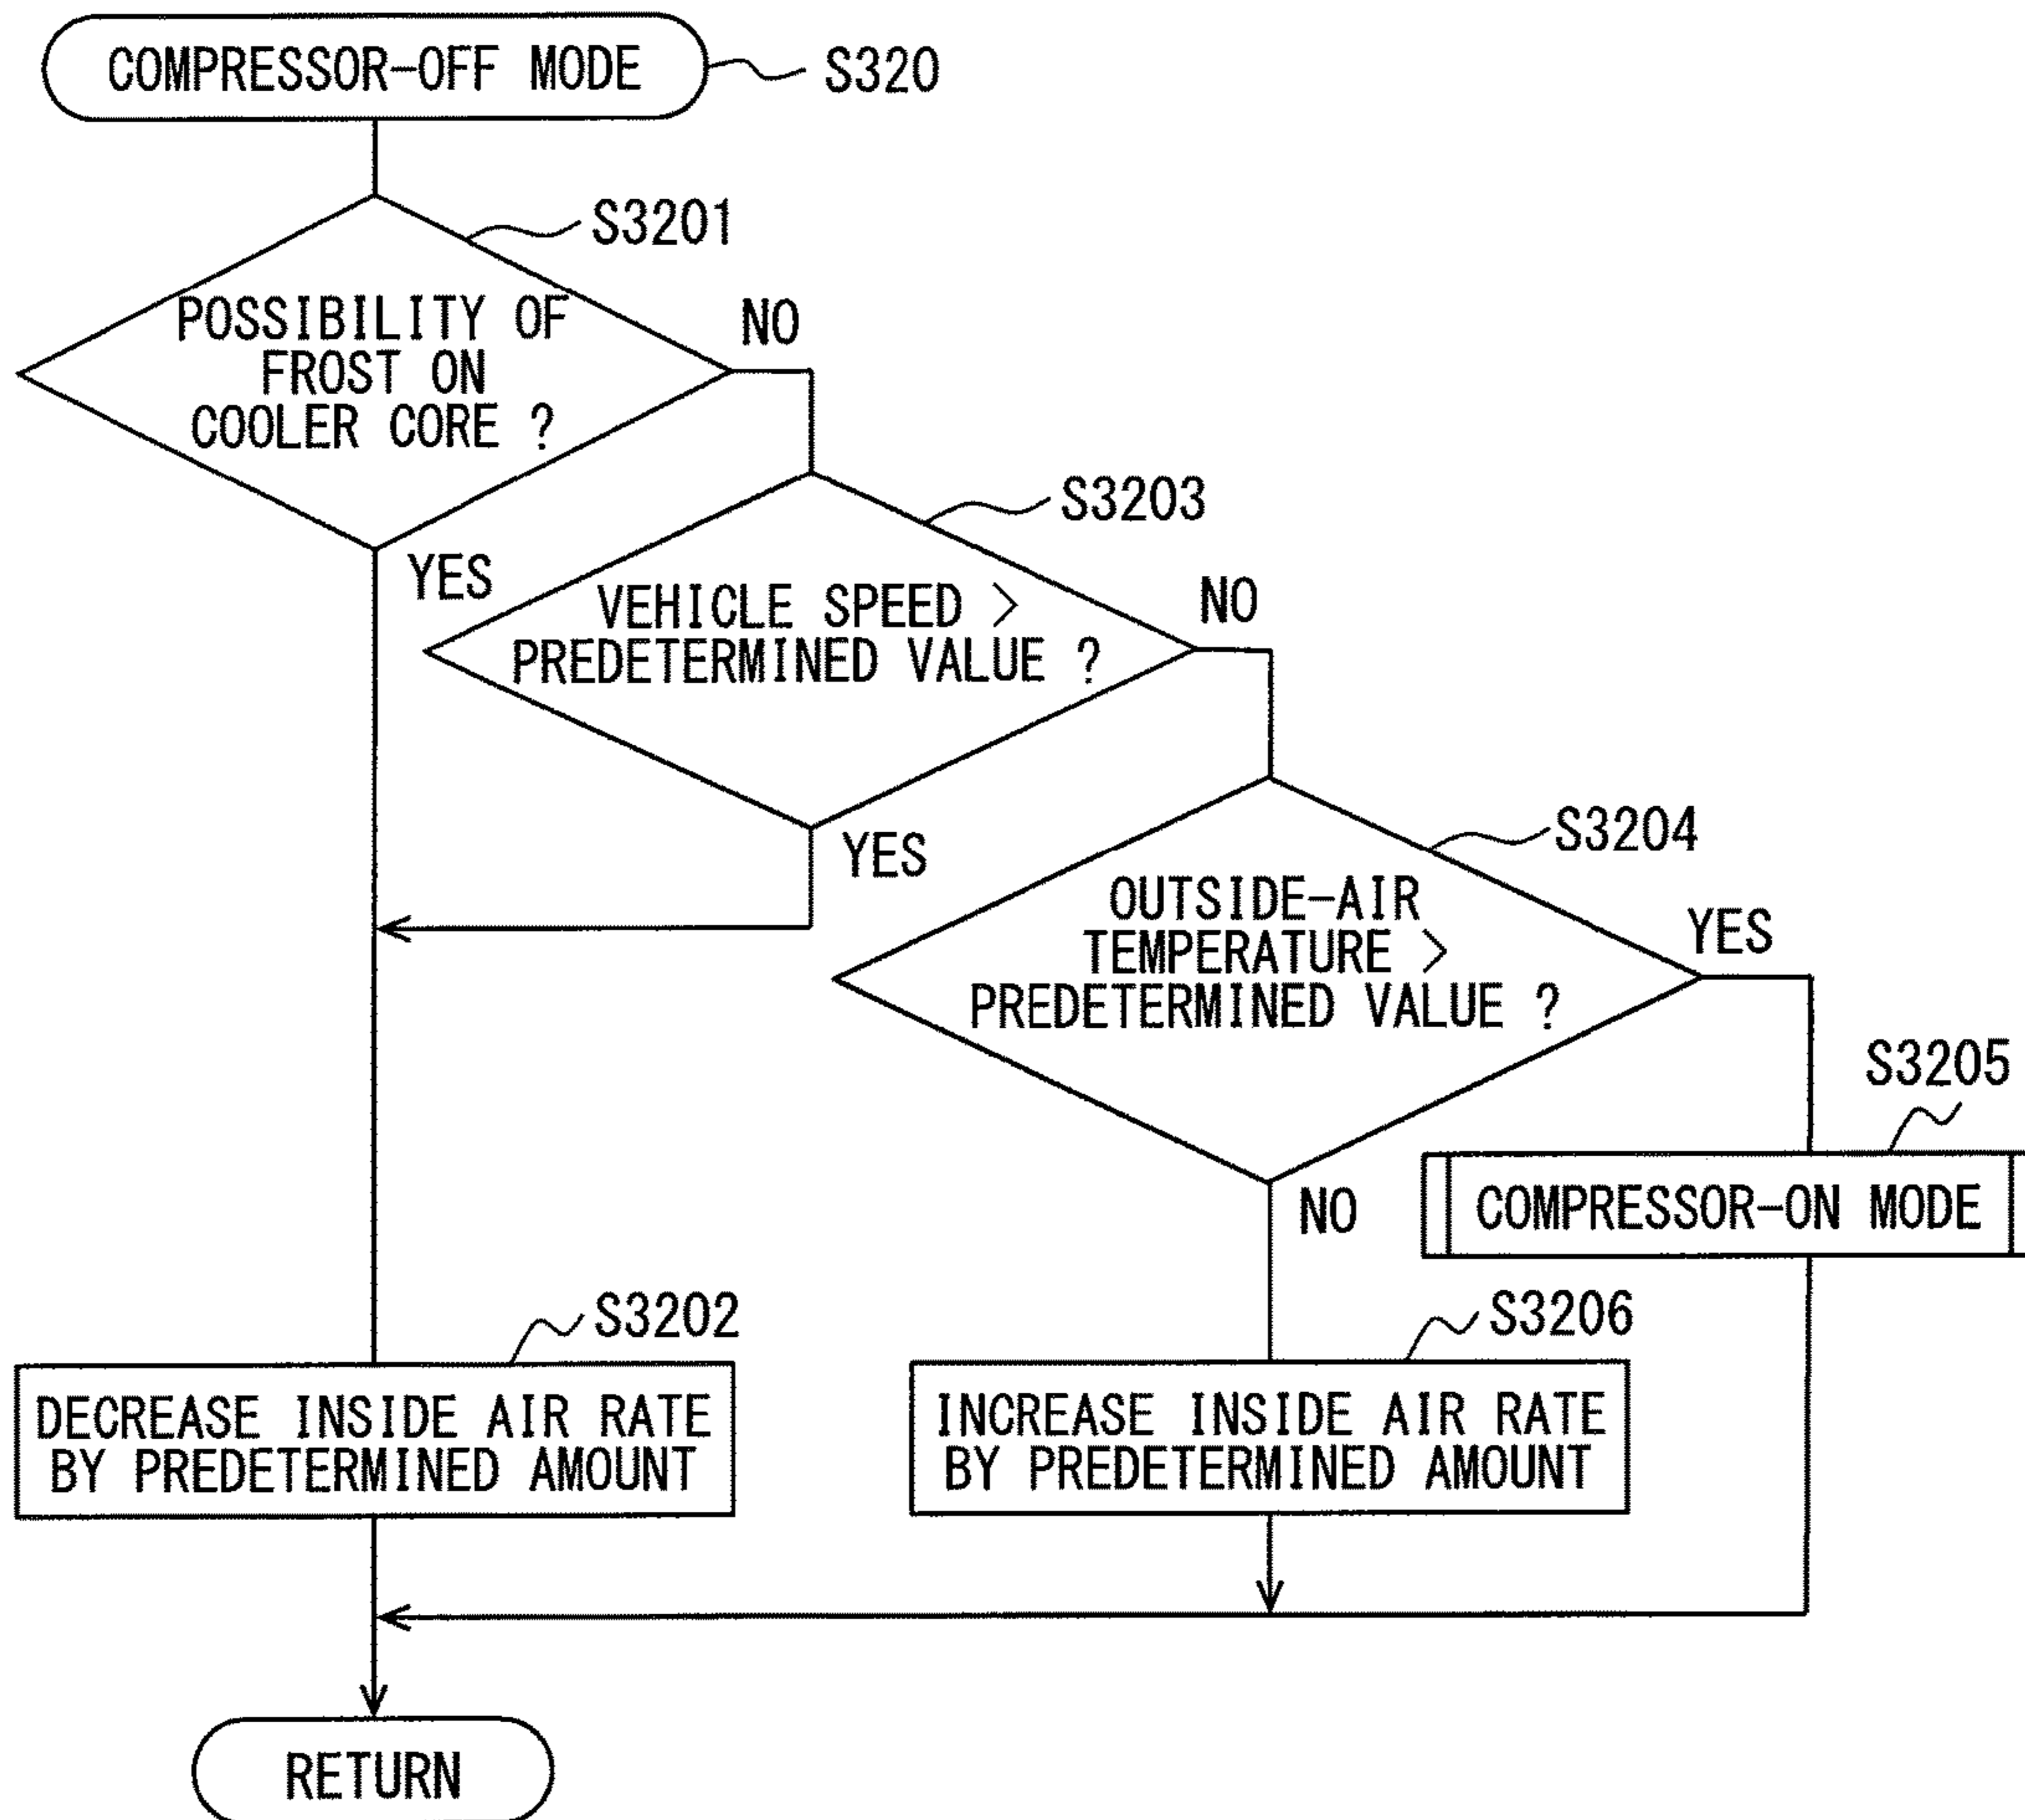 COMPRESSOR-OFF MODE
S320
S3201
POSSIBILITY OF
FROST ON
COOLER CORE ?
NO
YES
S3203
VEHICLE SPEED >
PREDETERMINED VALUE ?
NO
YES
S3204
OUTSIDE-AIR
TEMPERATURE >
PREDETERMINED VALUE ?
YES
NO
S3205
COMPRESSOR-ON MODE
S3202
DECREASE INSIDE AIR RATE
BY PREDETERMINED AMOUNT
S3206
INCREASE INSIDE AIR RATE
BY PREDETERMINED AMOUNT
RETURN